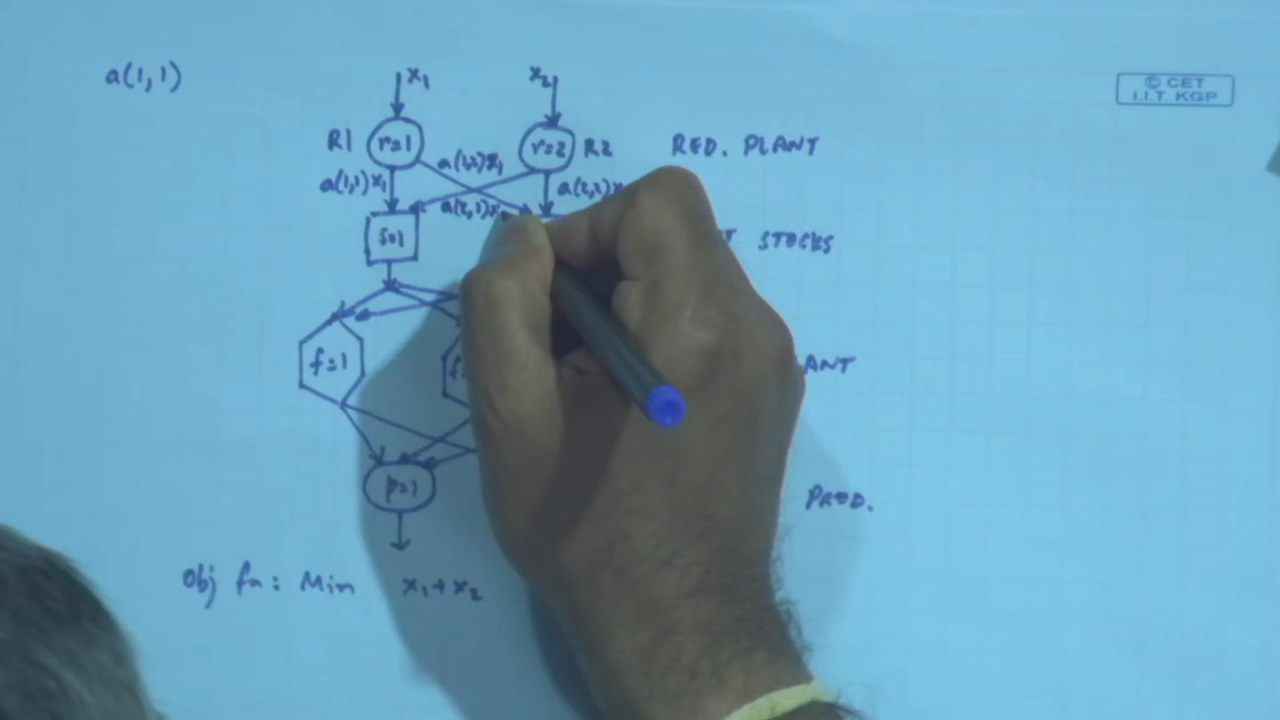 a(1,1)
© CET
I.I.T. KGP
x₁
x₂
R1
r=1
r=2
R2
RED. PLANT
a(1,2)x₁
a(1,1)x₁
a(2,2)x
a(2,1)x
s=1
STOCKS
f=1
f=
ANT
p=1
PROD.
Obj fn: Min x₁+x₂